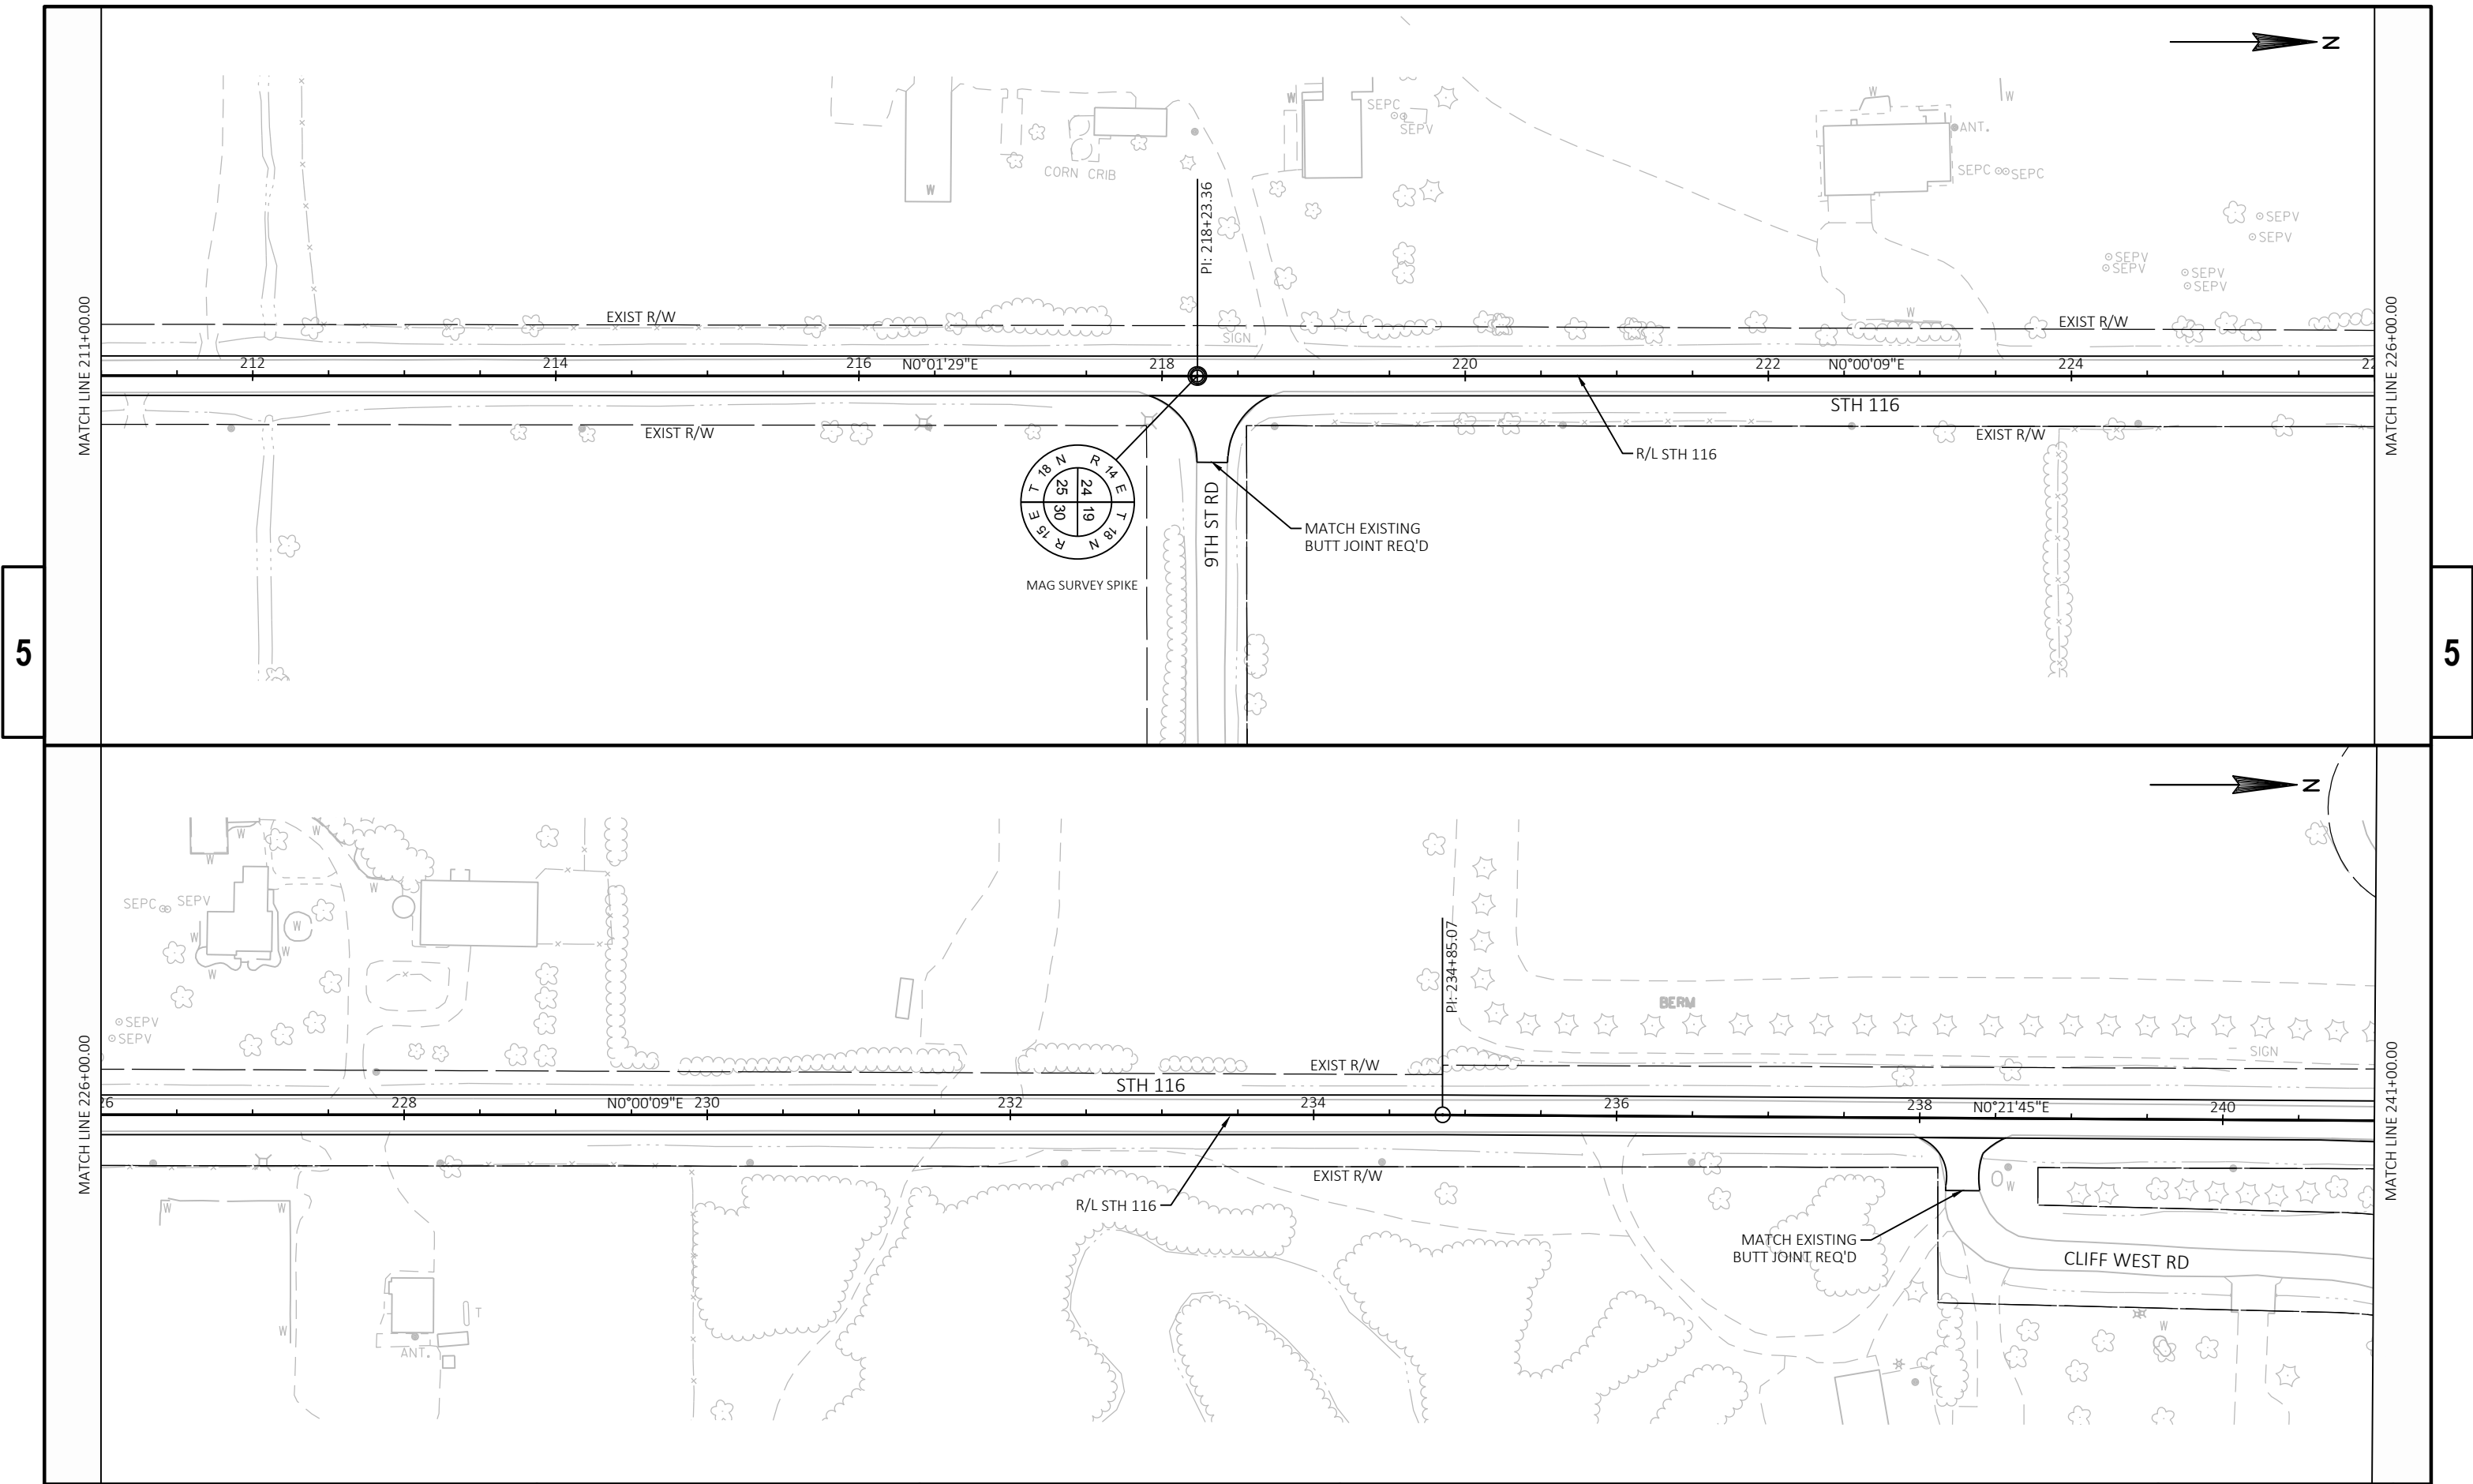 N
W
SEPC
SEPV
W
W
ANT.
SEPC
SEPC
CORN CRIB
W
PI: 218+23.36
SEPV
SEPV
SEPV
SEPV
SEPV
SEPV
MATCH LINE 211+00.00
EXIST R/W
SIGN
W
EXIST R/W
MATCH LINE 226+00.00
212
214
216
N0°01'29"E
218
220
222
N0°00'09"E
224
STH 116
EXIST R/W
EXIST R/W
R/L STH 116
T 18 N
R 14 E
25
24
30
19
R 15 E
T 18 N
MAG SURVEY SPIKE
9TH ST RD
MATCH EXISTING
BUTT JOINT REQ'D
5
5
N
W
W
W
W
SEPC
SEPV
W
W
W
W
SEPV
SEPV
PI: 234+85.07
BERM
MATCH LINE 226+00.00
EXIST R/W
SIGN
MATCH LINE 241+00.00
STH 116
26
228
N0°00'09"E
230
232
234
236
238
N0°21'45"E
240
EXIST R/W
R/L STH 116
W
W
W
W
MATCH EXISTING
BUTT JOINT REQ'D
CLIFF WEST RD
T
ANT.
W